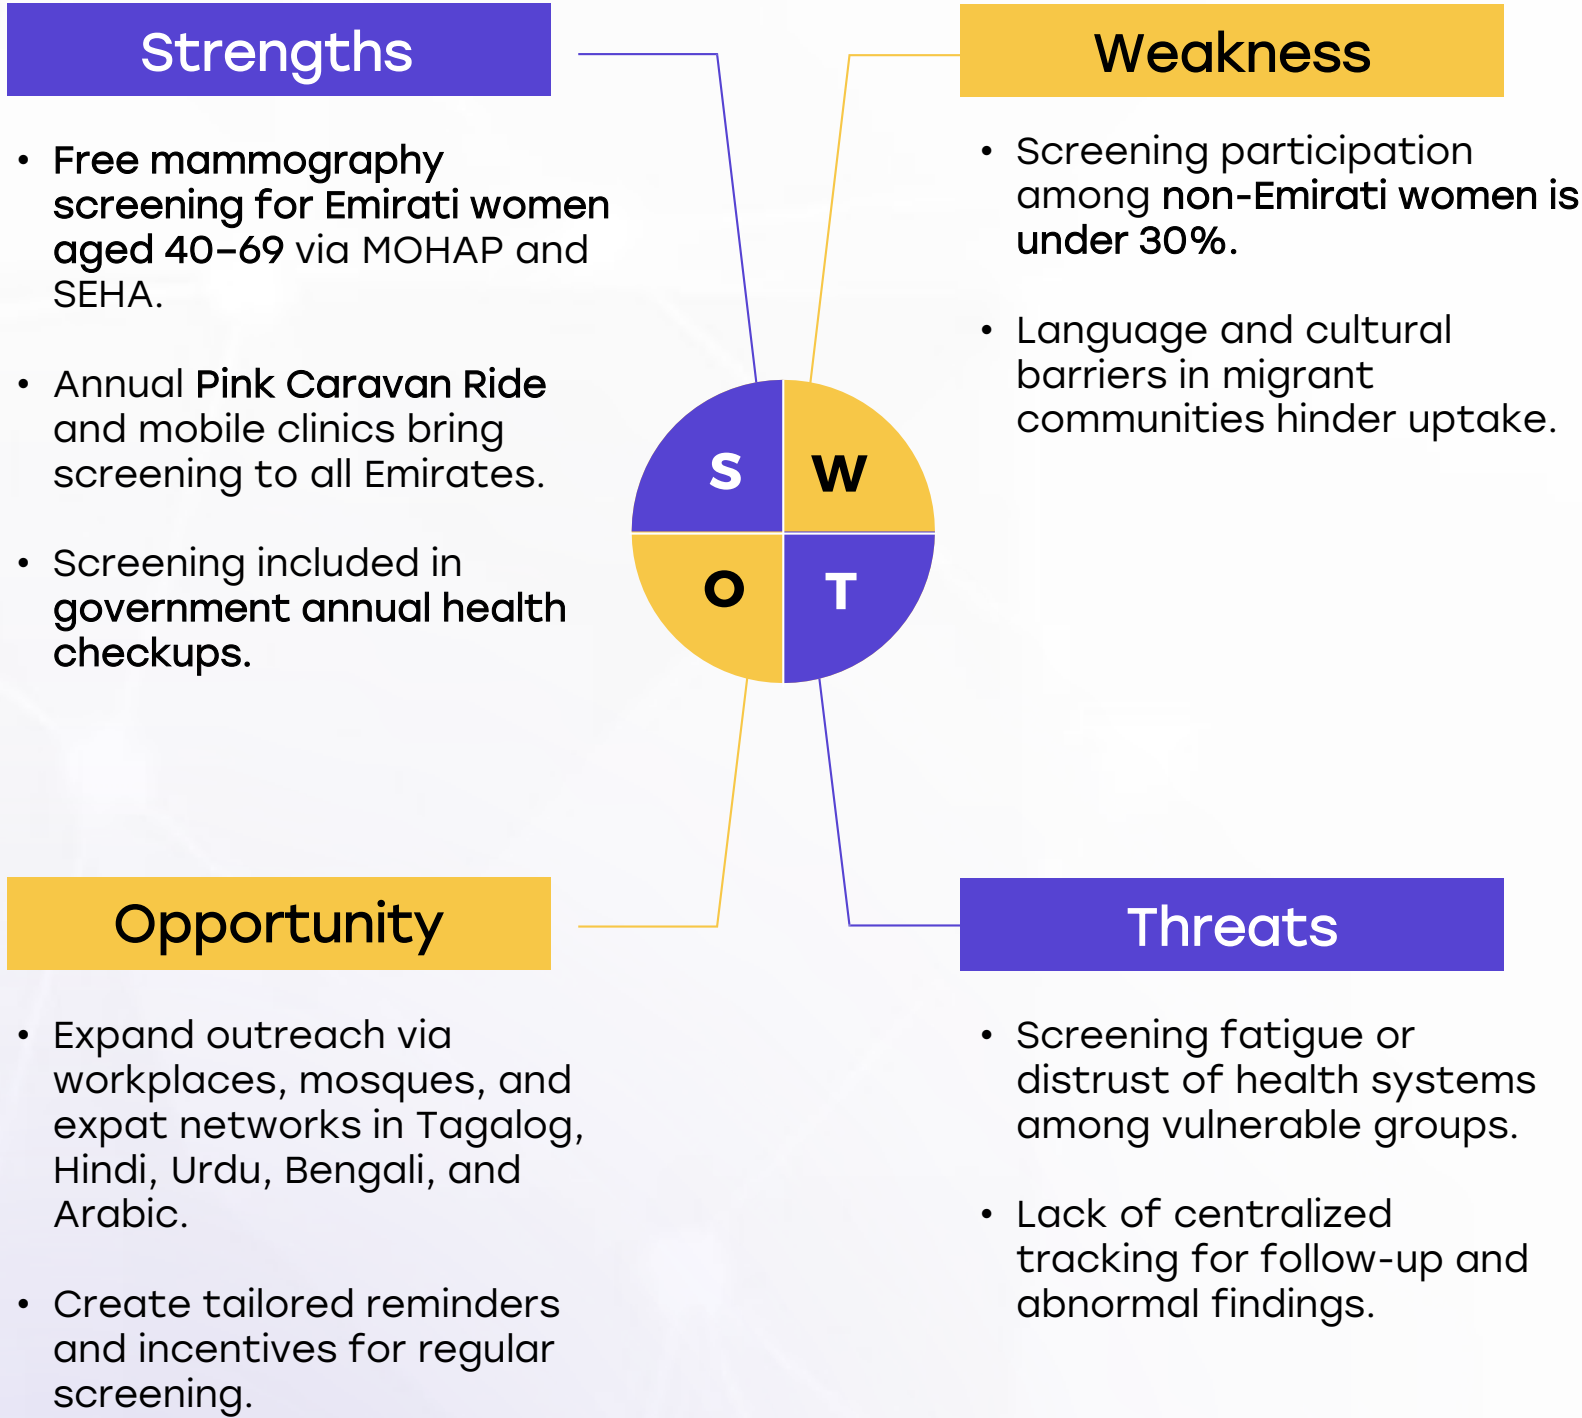 Strengths
• Free mammography
screening for Emirati women
aged 40–69 via MOHAP and
SEHA.
• Annual Pink Caravan Ride
and mobile clinics bring
screening to all Emirates.
• Screening included in
government annual health
checkups.
Weakness
• Screening participation
among non-Emirati women is
under 30%.
• Language and cultural
barriers in migrant
communities hinder uptake.
S
W
O
T
Opportunity
• Expand outreach via
workplaces, mosques, and
expat networks in Tagalog,
Hindi, Urdu, Bengali, and
Arabic.
• Create tailored reminders
and incentives for regular
screening.
Threats
• Screening fatigue or
distrust of health systems
among vulnerable groups.
• Lack of centralized
tracking for follow-up and
abnormal findings.